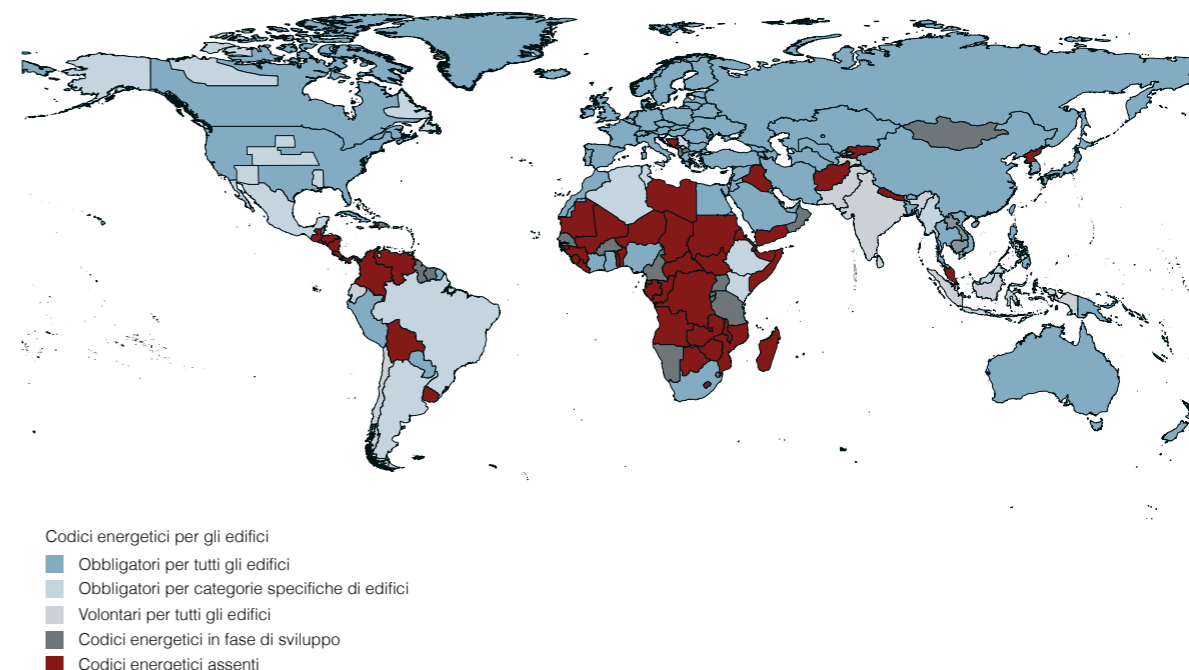 Codici energetici per gli edifici
Obbligatori per tutti gli edifici
Obbligatori per categorie specifiche di edifici
Volontari per tutti gli edifici
Codici energetici in fase di sviluppo
Codici energetici assenti